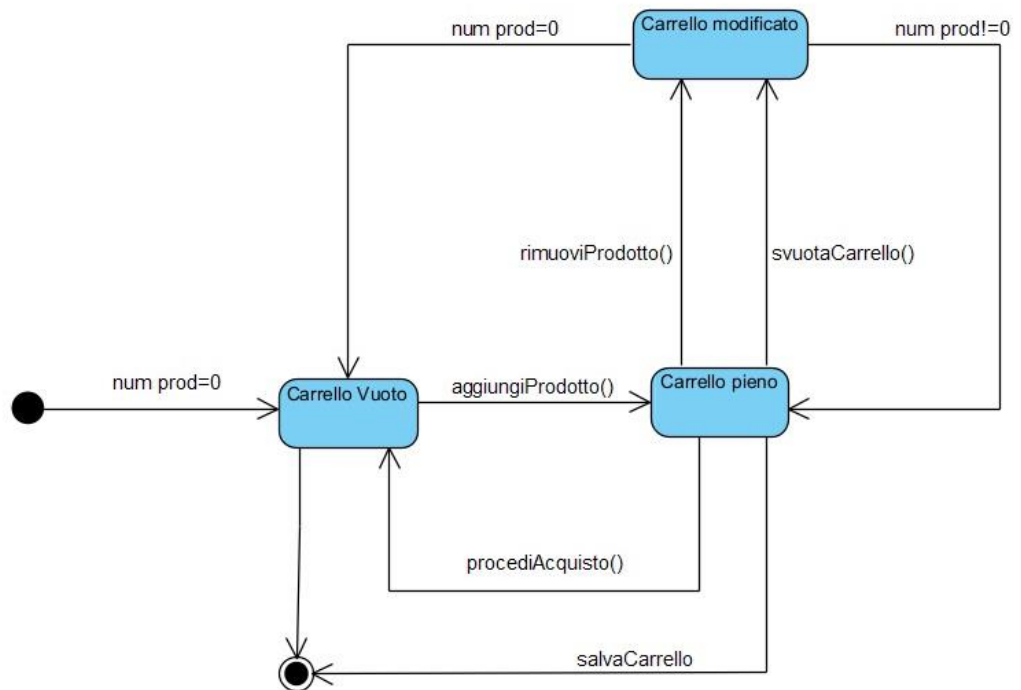 num prod=0
Carrello modificato
num prod!=0
rimuoviProdotto()
svuotaCarrello()
num prod=0
Carrello Vuoto
aggiungiProdotto()
Carrello pieno
procediAcquisto()
salvaCarrello